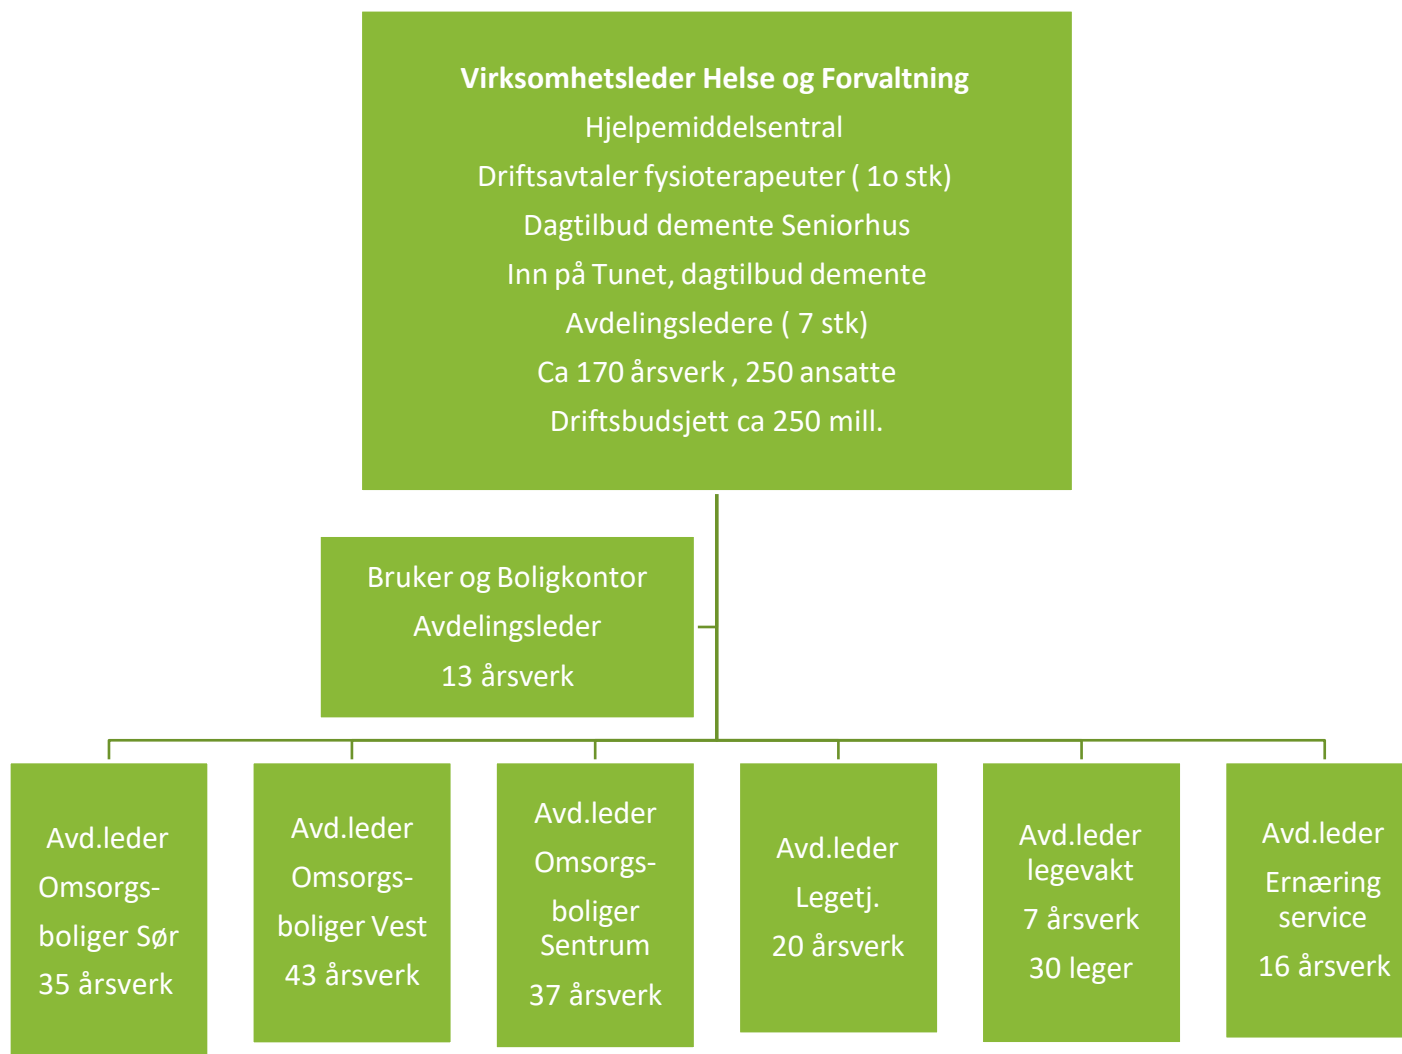 Virksomhetsleder Helse og Forvaltning
Hjelpemiddelsentral
Driftsavtaler fysioterapeuter ( 1o stk)
Dagtilbud demente Seniorhus
Inn på Tunet, dagtilbud demente
Avdelingsledere ( 7 stk)
Ca 170 årsverk , 250 ansatte
Driftsbudsjett ca 250 mill.
Bruker og Boligkontor
Avdelingsleder
13 årsverk
Avd.leder
Omsorgs-
boliger Sør
35 årsverk
Avd.leder
Omsorgs-
boliger Vest
43 årsverk
Avd.leder
Omsorgs-
boliger
Sentrum
37 årsverk
Avd.leder
Legetj.
20 årsverk
Avd.leder
legevakt
7 årsverk
30 leger
Avd.leder
Ernæring
service
16 årsverk